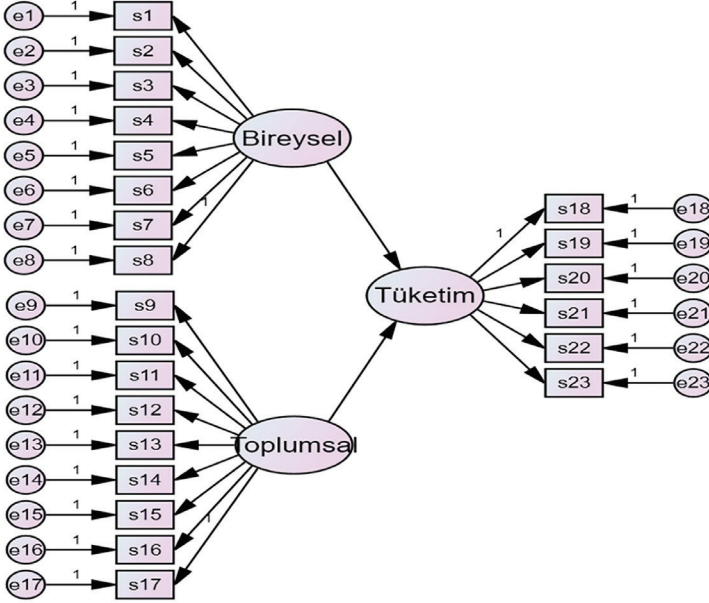 e1 1 s1
e2 1 s2
e3 1 s3
e4 1 s4
e5 1 s5
e6 1 s6
e7 1 s7
e8 1 s8
1
Bireysel
e9 1 s9
e10 1 s10
e11 1 s11
e12 1 s12
e13 1 s13
e14 1 s14
e15 1 s15
e16 1 s16
e17 1 s17
1
Toplumsal
Tüketim
1
s18 1 e18
s19 1 e19
s20 1 e20
s21 1 e21
s22 1 e22
s23 1 e23